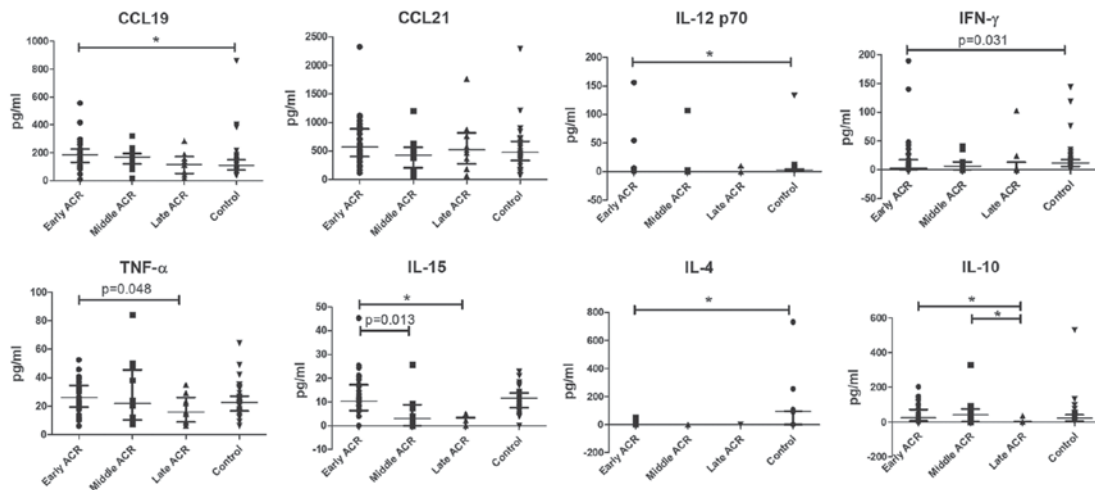 CCL19
*
1000
800
600
400
200
0
pg/ml
Early ACR
Middle ACR
Late ACR
Control
CCL21
2500
2000
1500
1000
500
0
pg/ml
Early ACR
Middle ACR
Late ACR
Control
IL-12 p70
*
200
150
100
50
0
-50
pg/ml
Early ACR
Middle ACR
Late ACR
Control
IFN-γ
p=0.031
200
150
100
50
0
-50
pg/ml
Early ACR
Middle ACR
Late ACR
Control
TNF-α
p=0.048
100
80
60
40
20
0
pg/ml
Early ACR
Middle ACR
Late ACR
Control
IL-15
*
p=0.013
50
40
30
20
10
0
-10
pg/ml
Early ACR
Middle ACR
Late ACR
Control
IL-4
*
800
600
400
200
0
-200
pg/ml
Early ACR
Middle ACR
Late ACR
Control
IL-10
*
*
600
400
200
0
-200
pg/ml
Early ACR
Middle ACR
Late ACR
Control